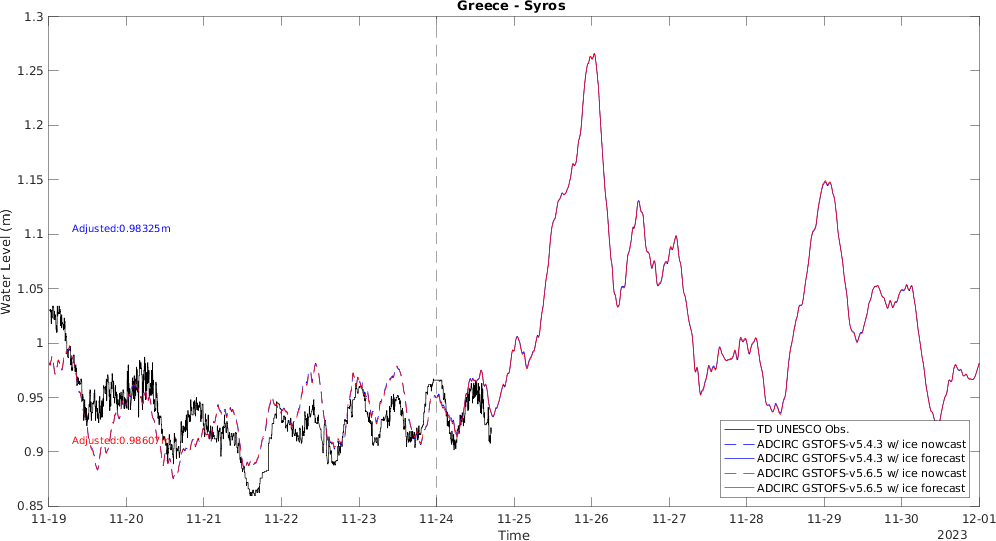 Greece - Syros
1.3
1.25
1.2
1.15
1.1
1.05
1
0.95
0.9
0.85
Water Level (m)
Adjusted:0.98325m
Adjusted:0.98607m
TD UNESCO Obs.
ADCIRC GSTOFS-v5.4.3 w/ ice nowcast
ADCIRC GSTOFS-v5.4.3 w/ ice forecast
ADCIRC GSTOFS-v5.6.5 w/ ice nowcast
ADCIRC GSTOFS-v5.6.5 w/ ice forecast
11-19 11-20 11-21 11-22 11-23 11-24 11-25 11-26 11-27 11-28 11-29 11-30 12-01
Time
2023